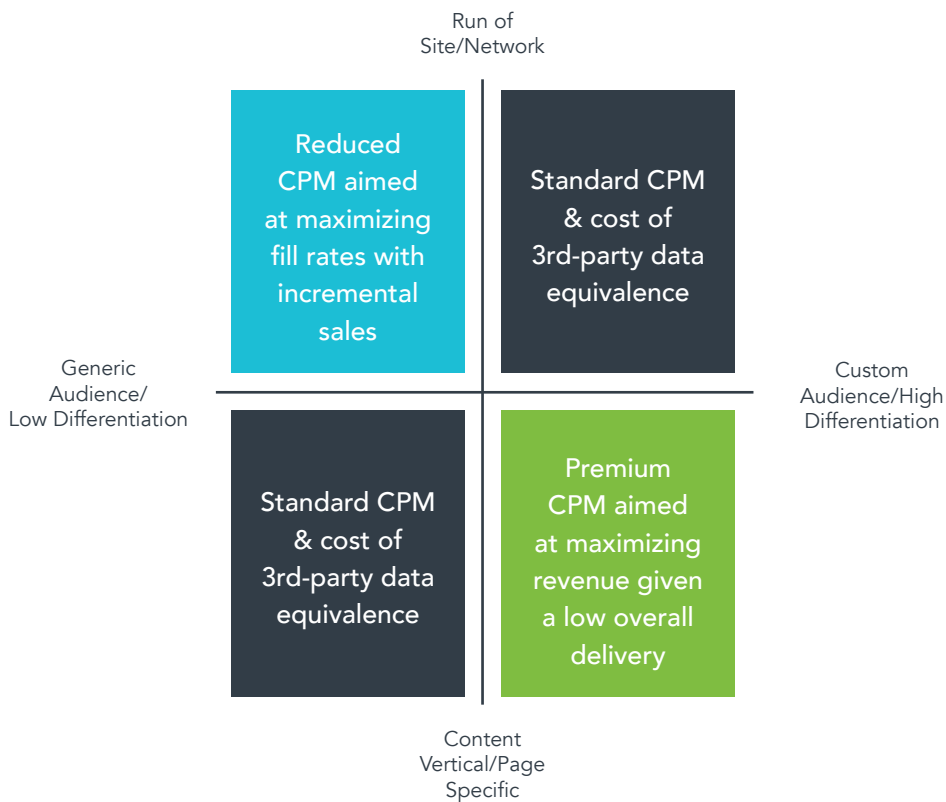 Run of
Site/Network
Reduced
CPM aimed
at maximizing
fill rates with
incremental
sales
Standard CPM
& cost of
3rd-party data
equivalence
Generic
Audience/
Low Differentiation
Custom
Audience/High
Differentiation
Standard CPM
& cost of
3rd-party data
equivalence
Premium
CPM aimed
at maximizing
revenue given
a low overall
delivery
Content
Vertical/Page
Specific